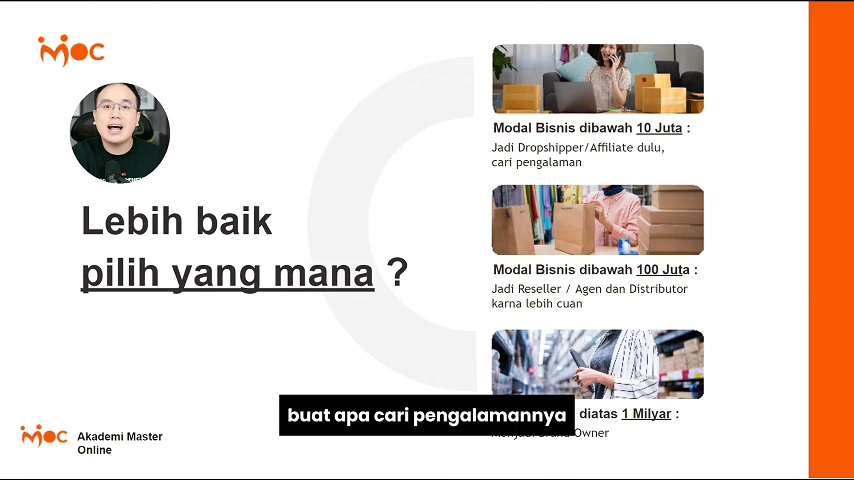 MOC
Lebih baik
pilih yang mana ?
Modal Bisnis dibawah 10 Juta :
Jadi Dropshipper/Affiliate dulu,
cari pengalaman
Modal Bisnis dibawah 100 Juta :
Jadi Reseller / Agen dan Distributor
karna lebih cuan
diatas 1 Milyar :
Owner
buat apa cari pengalamannya
MOC
Akademi Master
Online